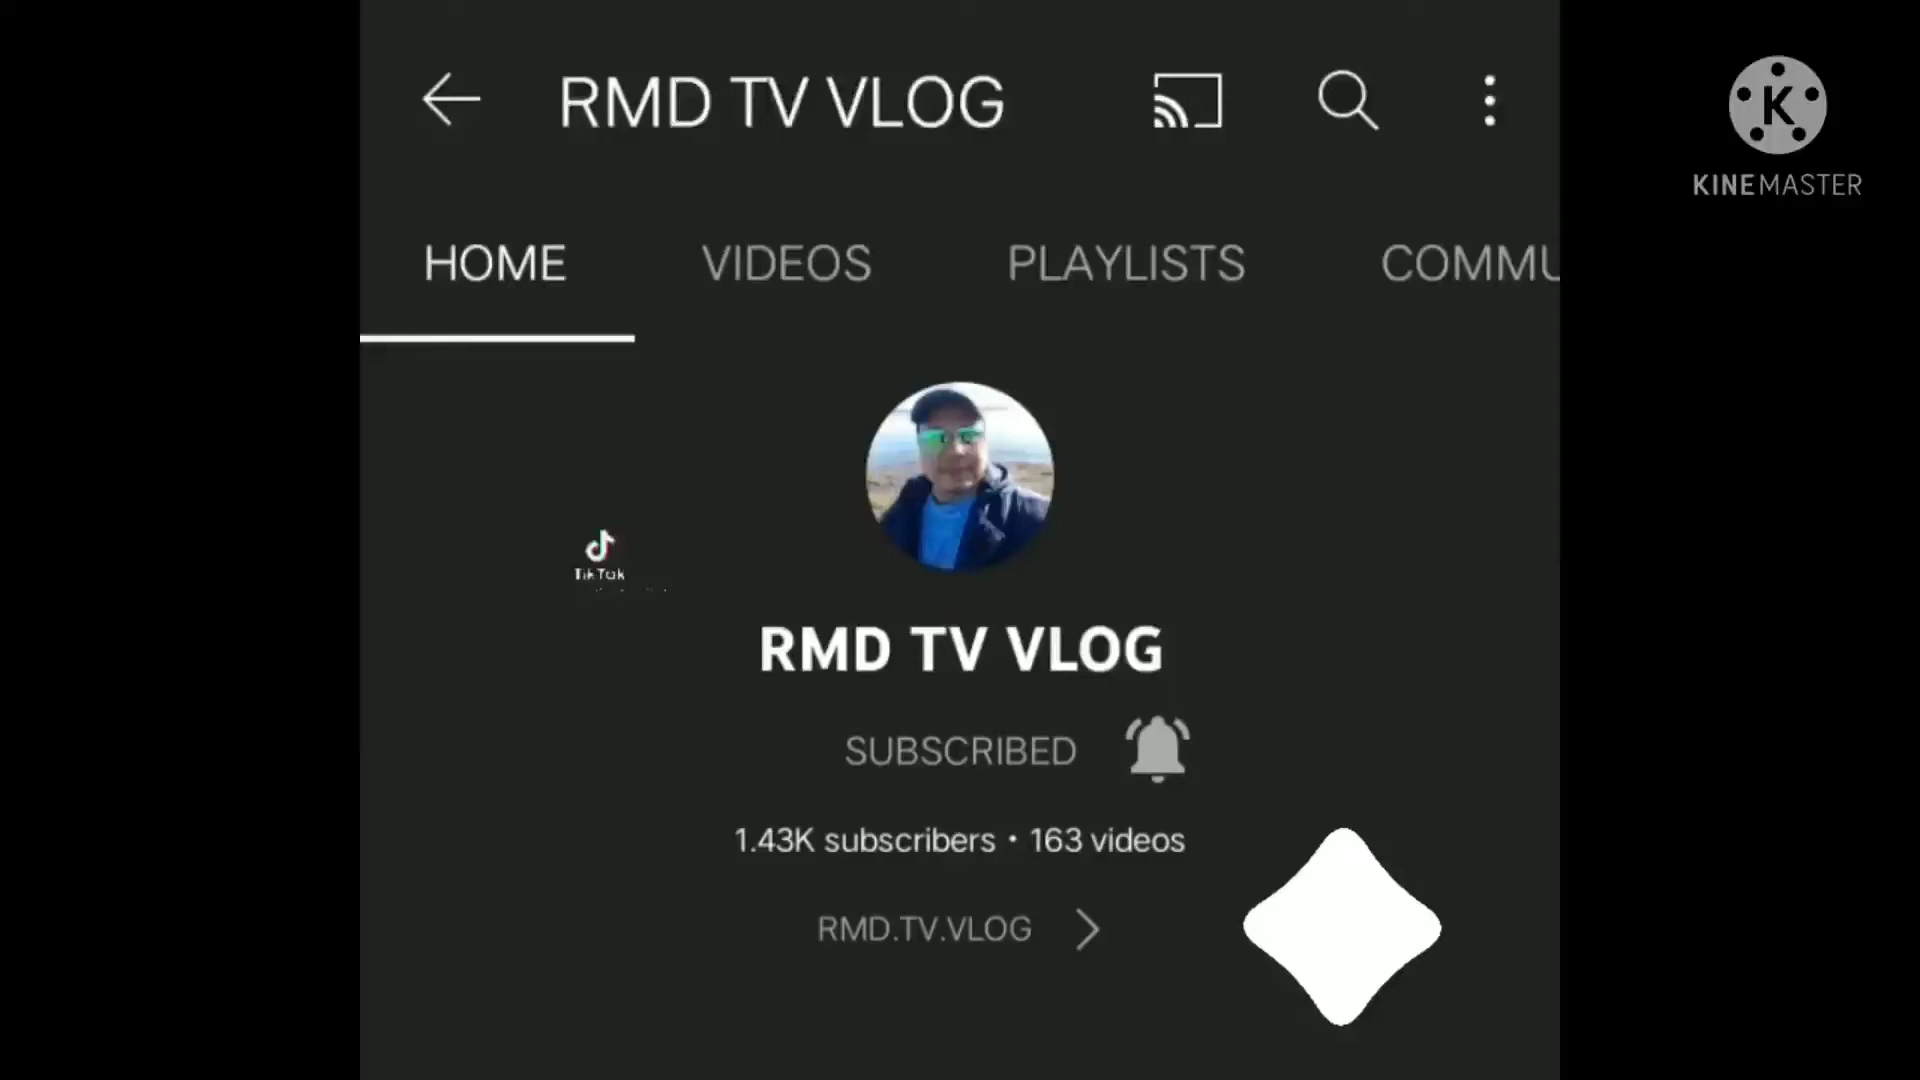 RMD TV VLOG
K
KINEMASTER
HOME VIDEOS PLAYLISTS COMMU
TikTok
RMD TV VLOG
SUBSCRIBED
1.43K subscribers • 163 videos
RMD.TV.VLOG